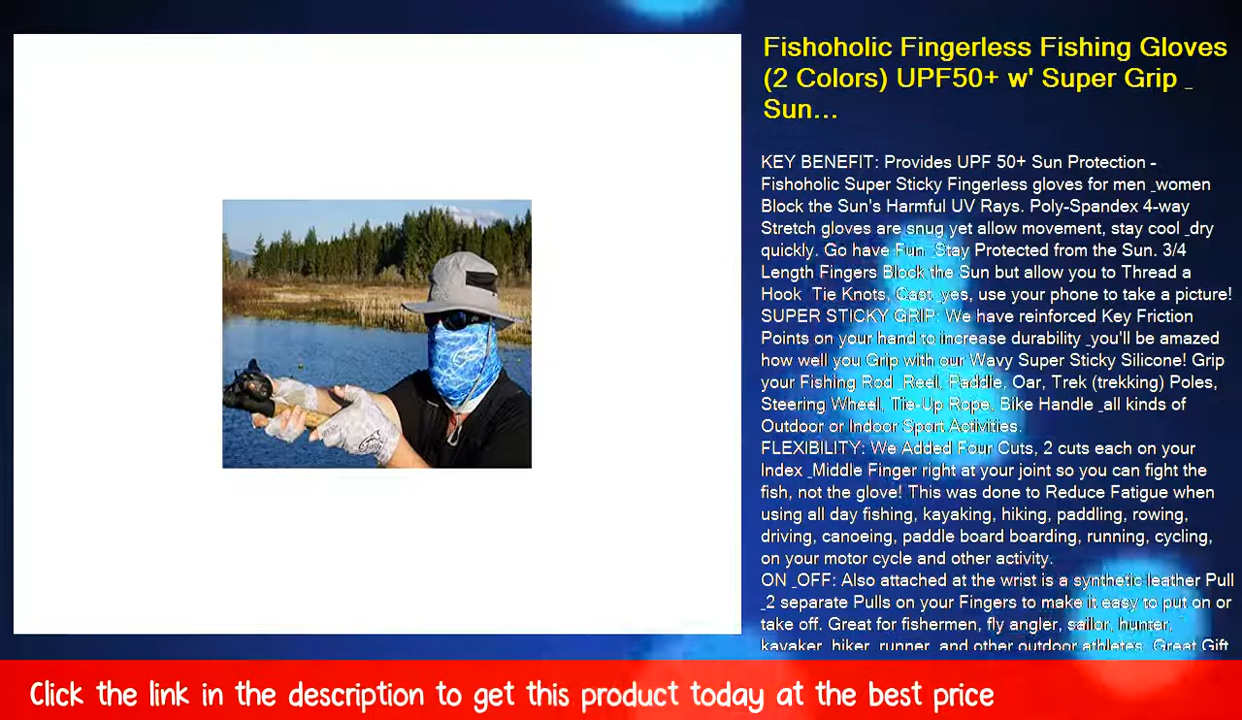 Fishoholic Fingerless Fishing Gloves
(2 Colors) UPF50+ w' Super Grip _
Sun...
KEY BENEFIT: Provides UPF 50+ Sun Protection -
Fishoholic Super Sticky Fingerless gloves for men _women
Block the Sun's Harmful UV Rays. Poly-Spandex 4-way
Stretch gloves are snug yet allow movement, stay cool _dry
quickly. Go have Fun _Stay Protected from the Sun. 3/4
Length Fingers Block the Sun but allow you to Thread a
Hook _Tie Knots, Cast _yes, use your phone to take a picture!
SUPER STICKY GRIP: We have reinforced Key Friction
Points on your hand to increase durability _you'll be amazed
how well you Grip with our Wavy Super Sticky Silicone! Grip
your Fishing Rod _Reel, Paddle, Oar, Trek (trekking) Poles,
Steering Wheel, Tie-Up Rope, Bike Handle _all kinds of
Outdoor or Indoor Sport Activities.
FLEXIBILITY: We Added Four Cuts, 2 cuts each on your
Index _Middle Finger right at your joint so you can fight the
fish, not the glove! This was done to Reduce Fatigue when
using all day fishing, kayaking, hiking, paddling, rowing,
driving, canoeing, paddle board boarding, running, cycling,
on your motor cycle and other activity.
ON _OFF: Also attached at the wrist is a synthetic leather Pull
_2 separate Pulls on your Fingers to make it easy to put on or
take off. Great for fishermen, fly angler, sailor, hunter,
kayaker, hiker, runner, and other outdoor athletes. Great Gift
Click the link in the description to get this product today at the best price